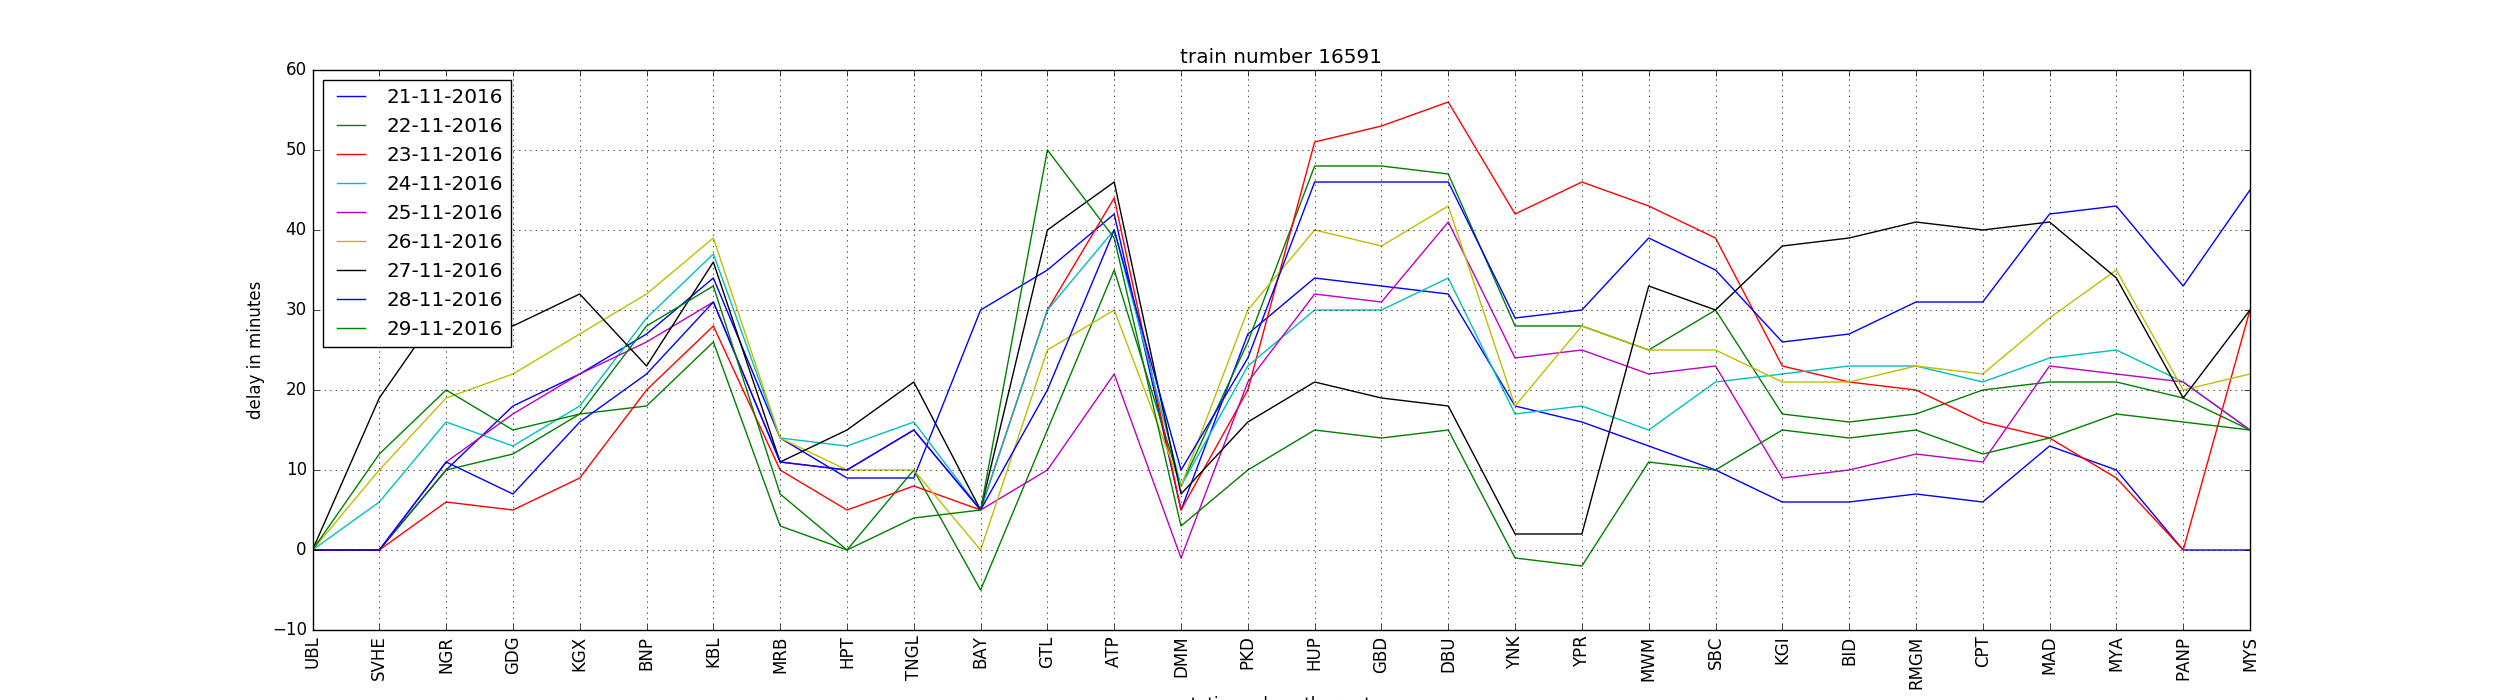 train number 16591
60
50
40
30
20
10
0
−10
delay in minutes
21-11-2016
22-11-2016
23-11-2016
24-11-2016
25-11-2016
26-11-2016
27-11-2016
28-11-2016
29-11-2016
UBL
SVHE
NGR
GDG
KGX
BNP
KBL
MRB
HPT
TNGL
BAY
GTL
ATP
DMM
PKD
HUP
GBD
DBU
YNK
YPR
MWM
SBC
KGI
BID
RMGM
CPT
MAD
MYA
PANP
MYS